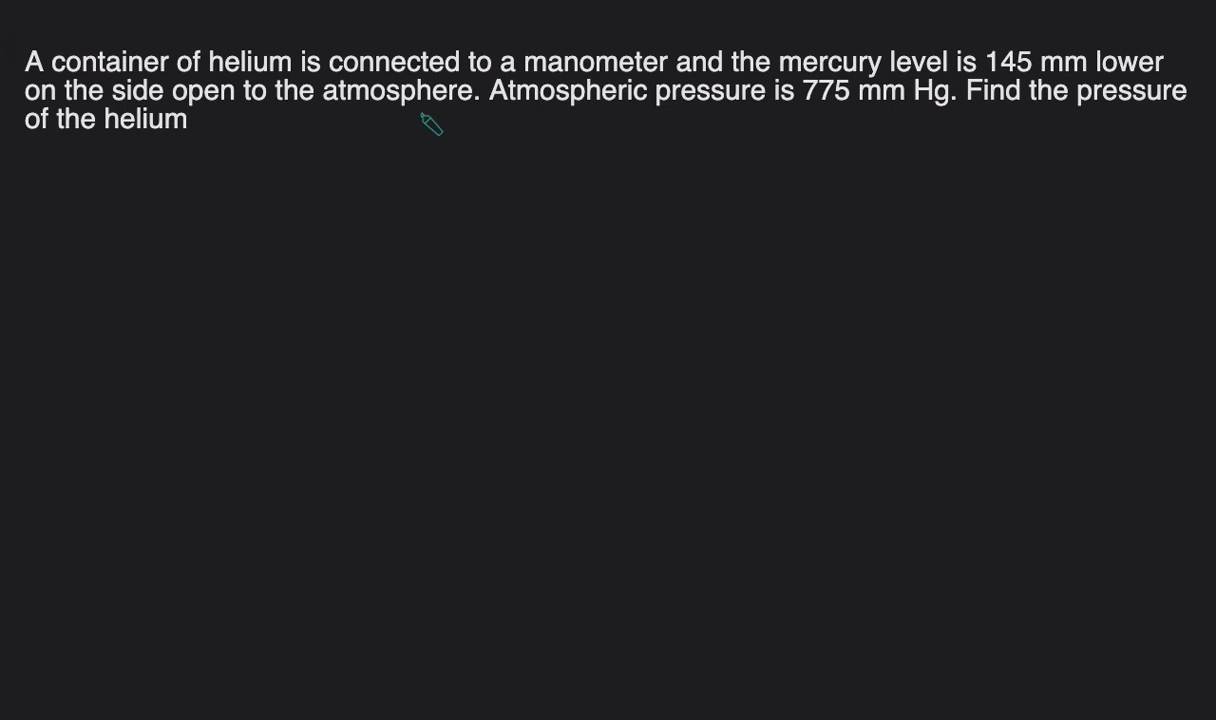 A container of helium is connected to a manometer and the mercury level is 145 mm lower
on the side open to the atmosphere. Atmospheric pressure is 775 mm Hg. Find the pressure
of the helium